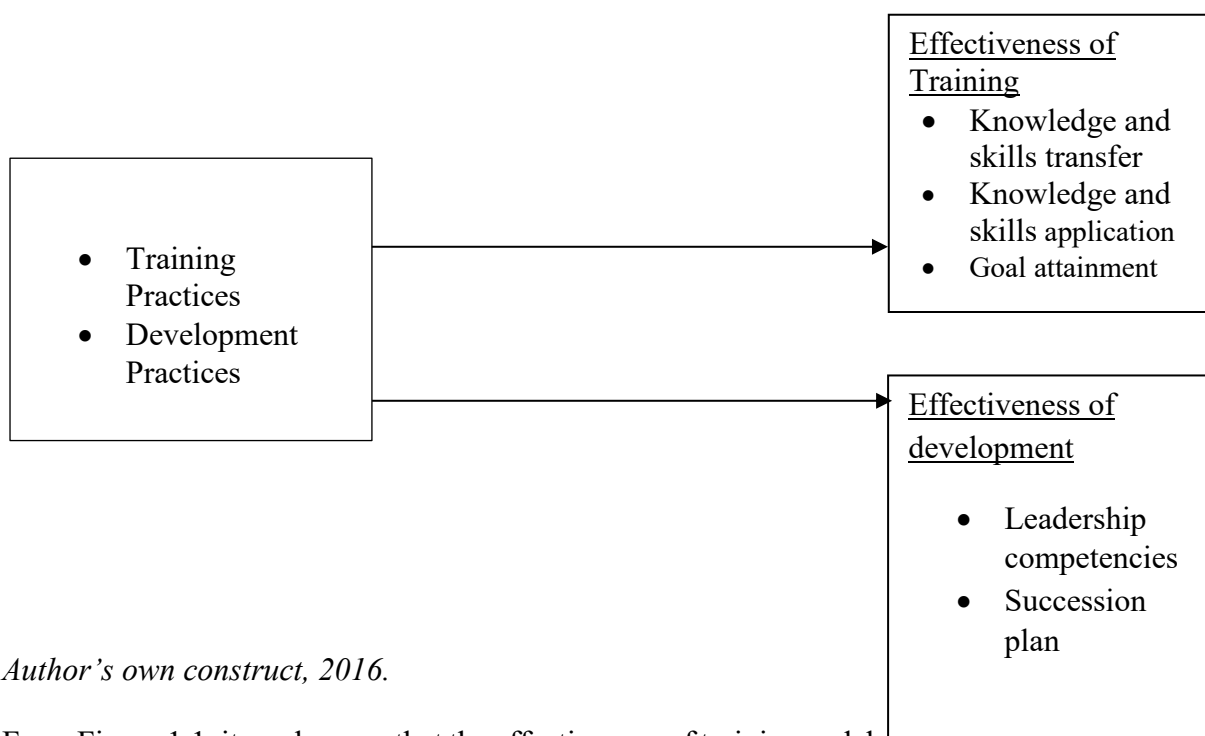 • Training
Practices
• Development
Practices
Effectiveness of
Training
• Knowledge and
skills transfer
• Knowledge and
skills application
• Goal attainment
Effectiveness of
development
• Leadership
competencies
• Succession
plan
Author’s own construct, 2016.